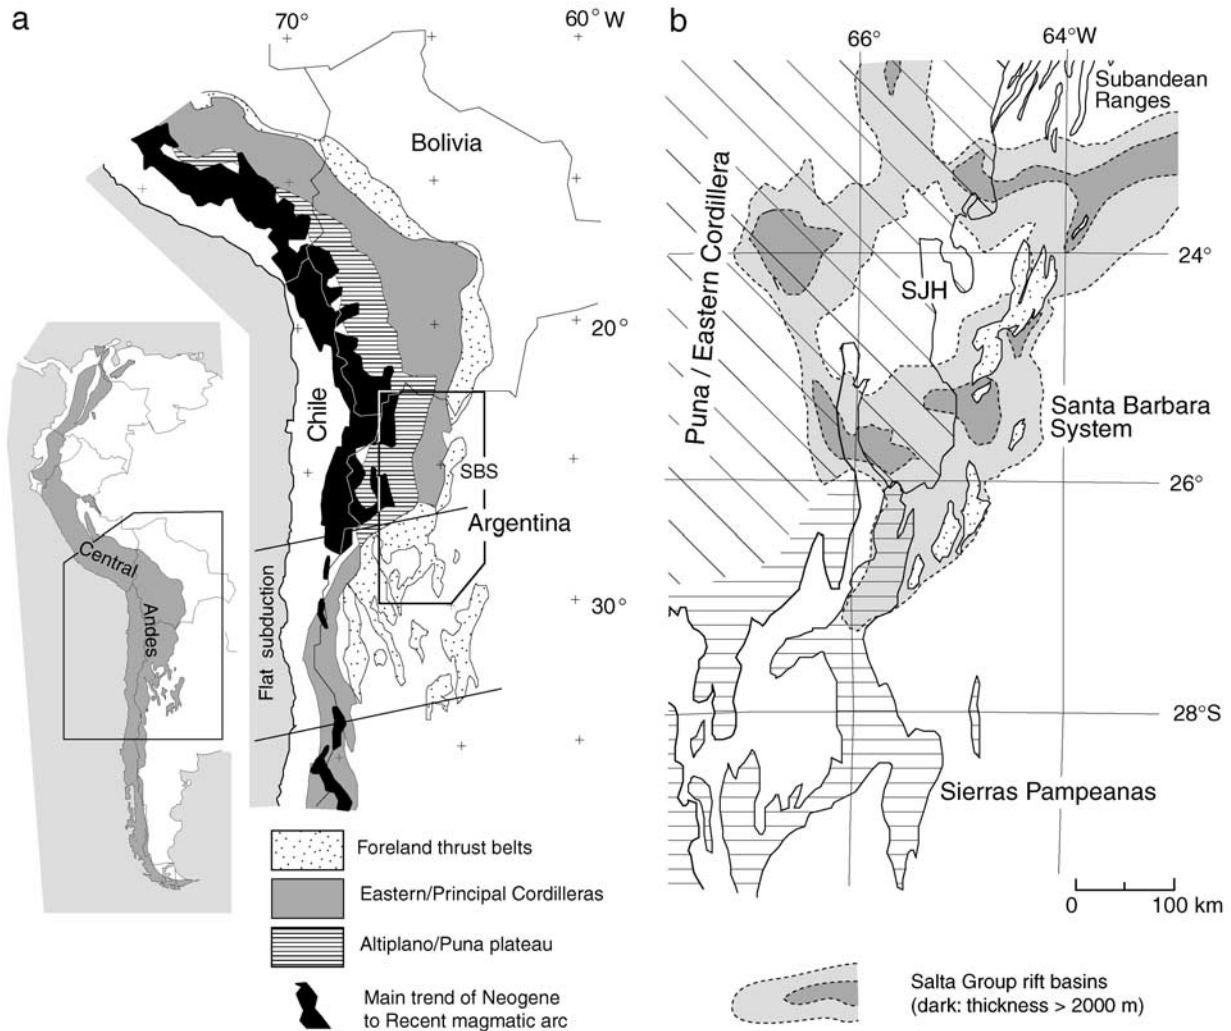 a
70°
60° W
Bolivia
20°
Chile
SBS
Argentina
Central
Andes
Flat subduction
30°
Foreland thrust belts
Eastern/Principal Cordilleras
Altiplano/Puna plateau
Main trend of Neogene
to Recent magmatic arc
b
66°
64°W
Subandean
Ranges
Puna / Eastern Cordillera
24°
SJH
Santa Barbara
System
26°
28°S
Sierras Pampeanas
0 100 km
Salta Group rift basins
(dark: thickness > 2000 m)